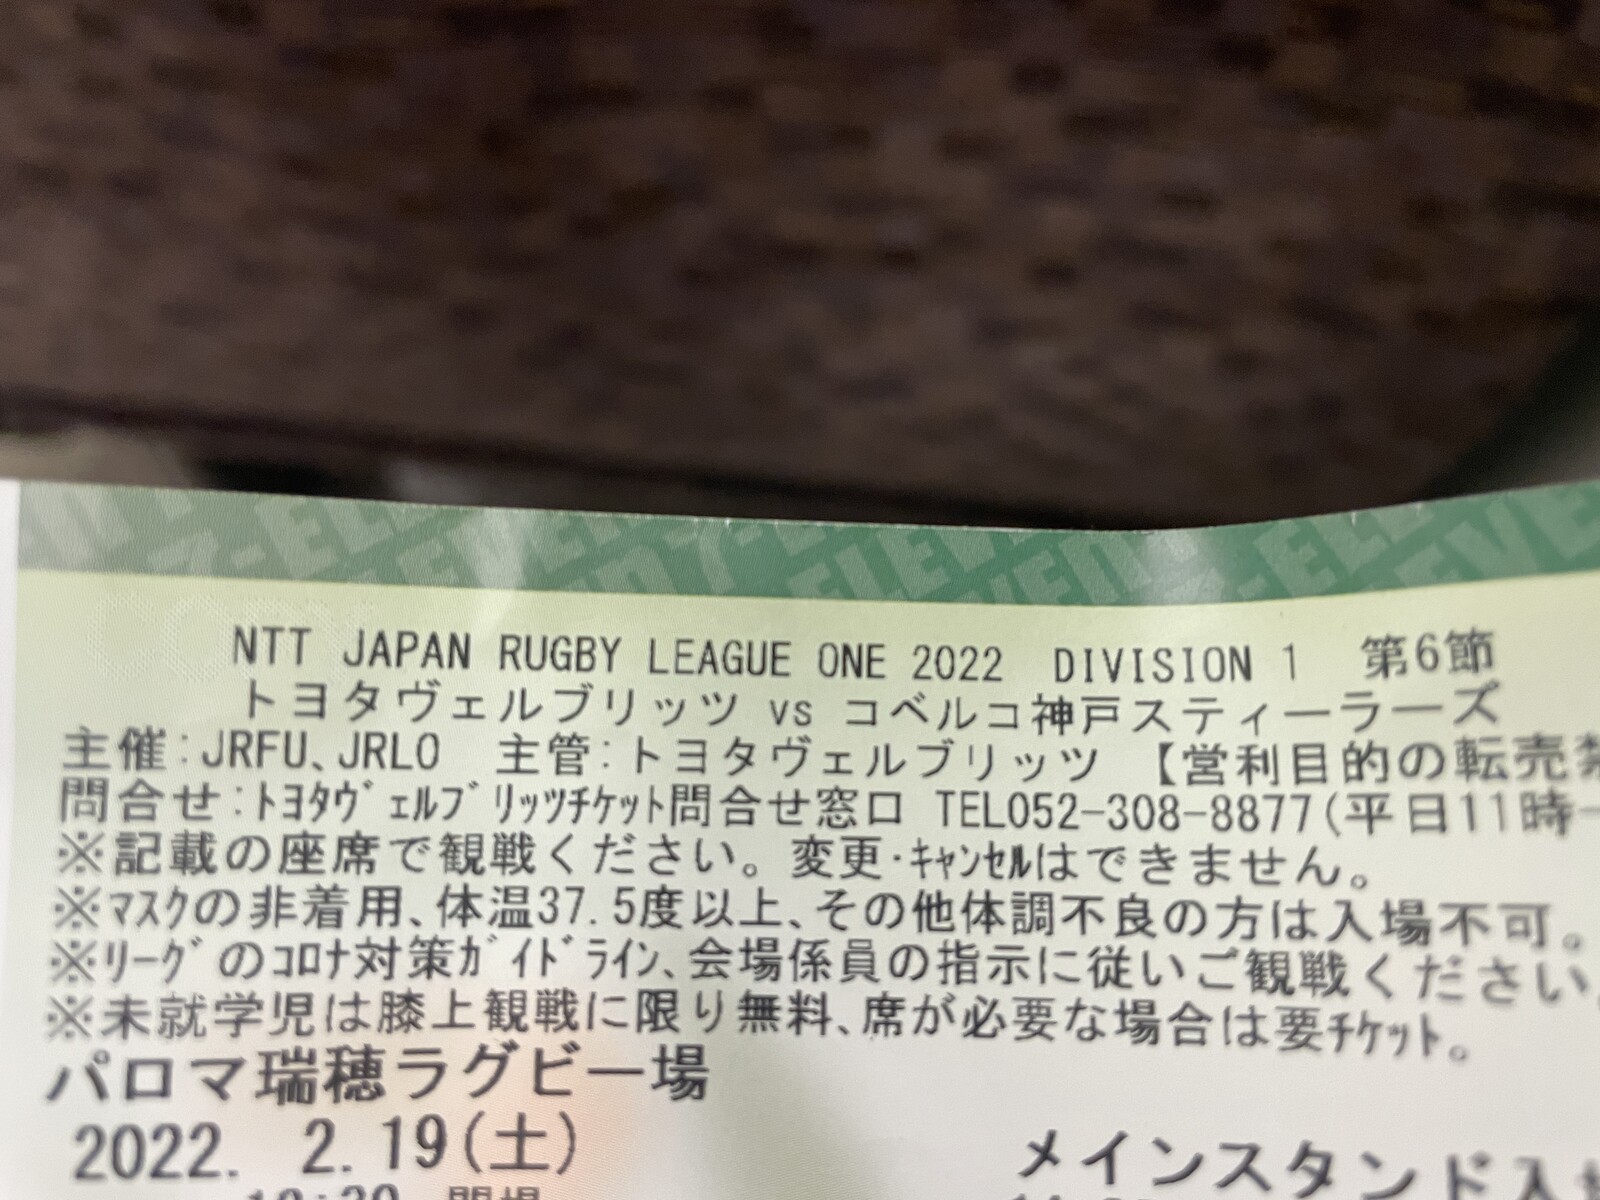 NTT JAPAN RUGBY LEAGUE ONE 2022 DIVISION 1 第6節
トヨタヴェルブリッツ vs コベルコ神戸スティーラーズ
主催:JRFU、JRLO 主管:トヨタヴェルブリッツ 【営利目的の転売禁
問合せ:ﾄﾖﾀｳﾞｪﾙﾌﾞﾘｯﾂﾁｹｯﾄ問合せ窓口 TEL052-308-8877(平日11時-
※記載の座席で観戦ください。変更・ｷｬﾝｾﾙはできません。
※ﾏｽｸの非着用、体温37.5度以上、その他体調不良の方は入場不可。
※ﾘｰｸﾞのｺﾛﾅ対策ｶﾞｲﾄﾞﾗｲﾝ、会場係員の指示に従いご観戦ください。
※未就学児は膝上観戦に限り無料、席が必要な場合は要ﾁｹｯﾄ。
パロマ瑞穂ラグビー場
2022. 2.19(土)
メインスタンド入場